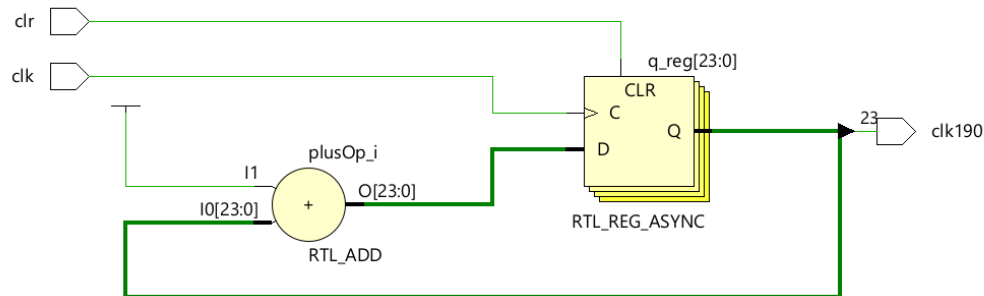 clr
q_reg[23:0]
clk
CLR
C
23
Q
clk190
D
plusOp_i
I1
O[23:0]
+
I0[23:0]
RTL_REG_ASYNC
RTL_ADD